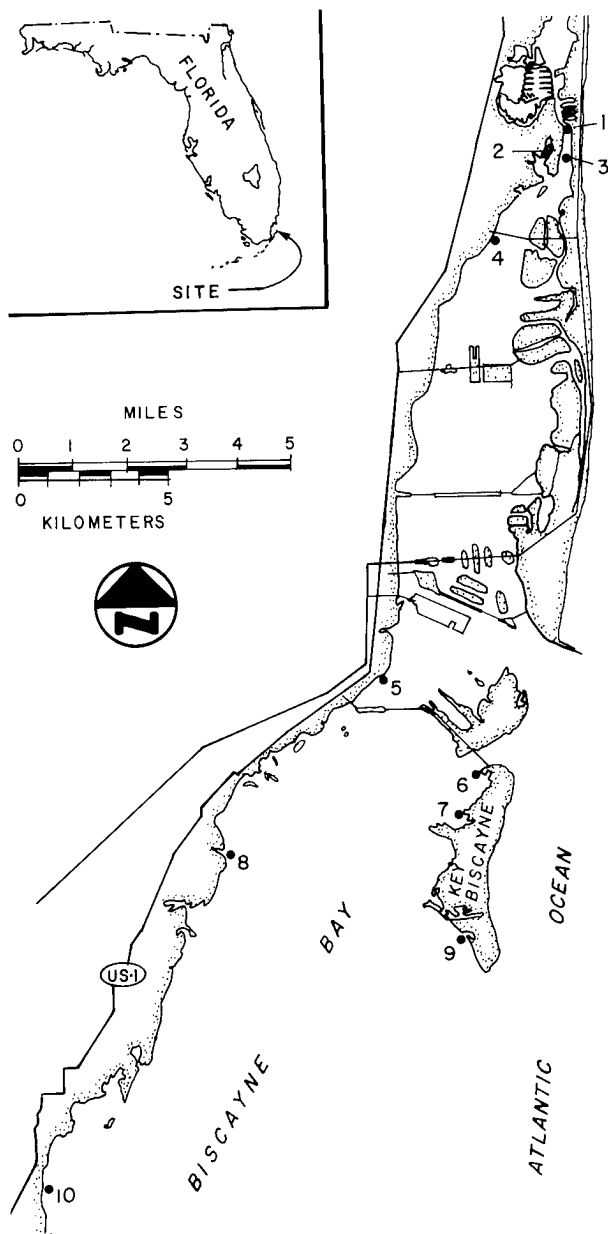 FLORIDA
SITE
1
2
3
4
MILES
0 1 2 3 4 5
0 5
KILOMETERS
N
5
6
7
KEY BISCAYNE
8
9
OCEAN
BAY
US-1
BISCAYNE
ATLANTIC
10